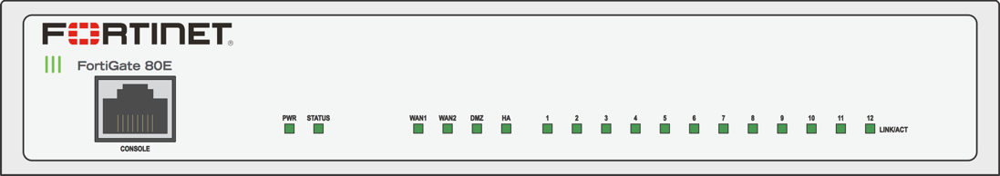 FORTINET®
FortiGate 80E
CONSOLE
PWR STATUS WAN1 WAN2 DMZ HA 1 2 3 4 5 6 7 8 9 10 11 12
LINK/ACT